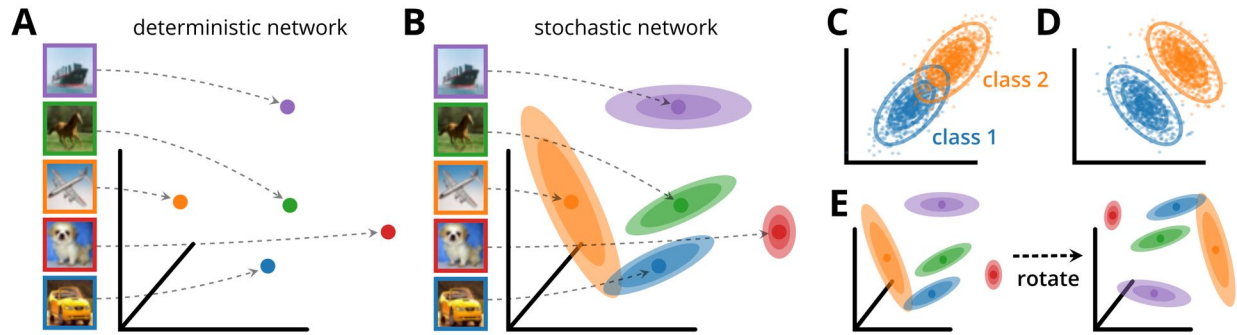 A
deterministic network
B
stochastic network
C
class 2
class 1
D
E
rotate